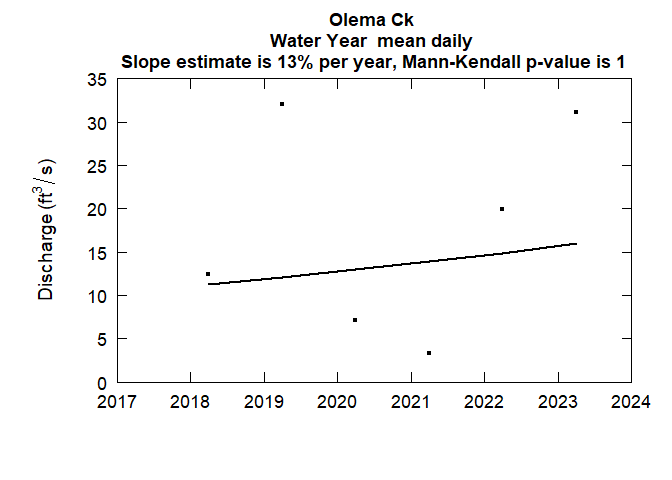 Olema Ck
Water Year  mean daily
Slope estimate is 13% per year, Mann-Kendall p-value is 1
35
30
25
20
15
10
5
0
Discharge (ft³/s)
2017 2018 2019 2020 2021 2022 2023 2024